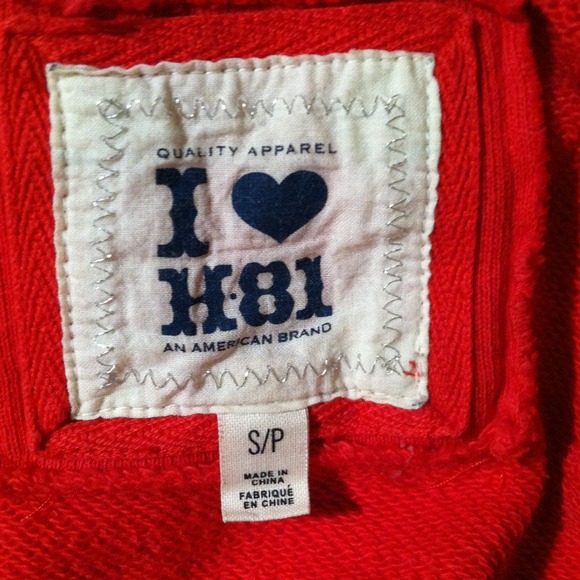 QUALITY APPAREL
I ♥
H·81
AN AMERICAN BRAND
S/P
MADE IN
CHINA
FABRIQUÉ
EN CHINE